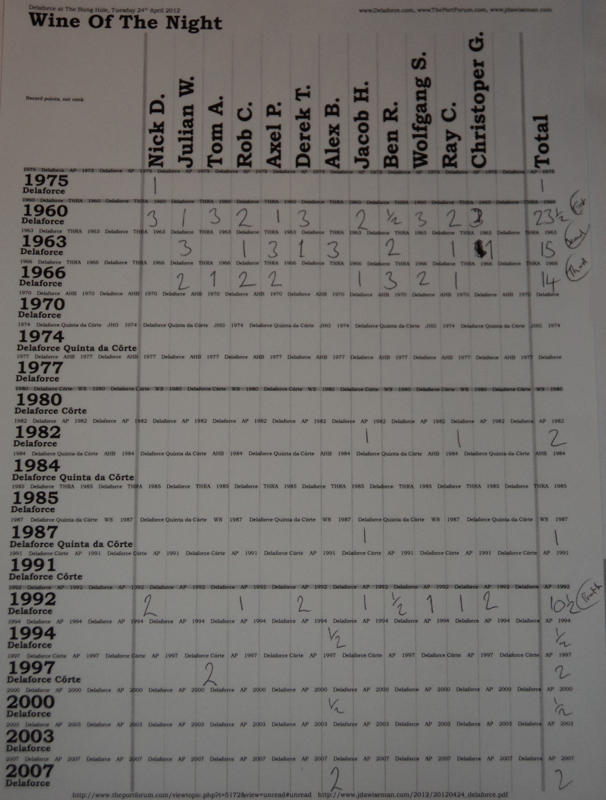 Delaforce at The Bung Hole, Tuesday 24th April 2012 www.Delaforce.com, www.ThePortForum.com, www.jdawiseman.com
Wine Of The Night
Record points, not rank
Nick D. Julian W. Tom A. Rob C. Axel P. Derek T. Alex B. Jacob H. Ben R. Wolfgang S. Ray C. Christoper G. Total
1975 1 1
Delaforce
1960 3 1 3 2 1 3 2 ½ 3 2 3 23½ First
Delaforce
1963 3 1 3 1 3 2 1 1 15 Second
Delaforce
1966 2 1 2 2 1 3 2 1 14 Third
Delaforce
1970
Delaforce
1974
Delaforce Quinta da Côrte
1977
Delaforce
1980
Delaforce Côrte
1982 1 1 2
Delaforce
1984
Delaforce Quinta da Côrte
1985
Delaforce
1987 1 1
Delaforce Quinta da Côrte
1991
Delaforce Côrte
1992 2 1 2 1 ½ 1 1 2 10½ Fourth
Delaforce
1994 ½ ½
Delaforce
1997 2 2
Delaforce Côrte
2000 ½ ½
Delaforce
2003
Delaforce
2007 2 2
Delaforce
http://www.theportforum.com/viewtopic.php?t=5172&view=unread#unread http://www.jdawiseman.com/2012/20120424_delaforce.pdf